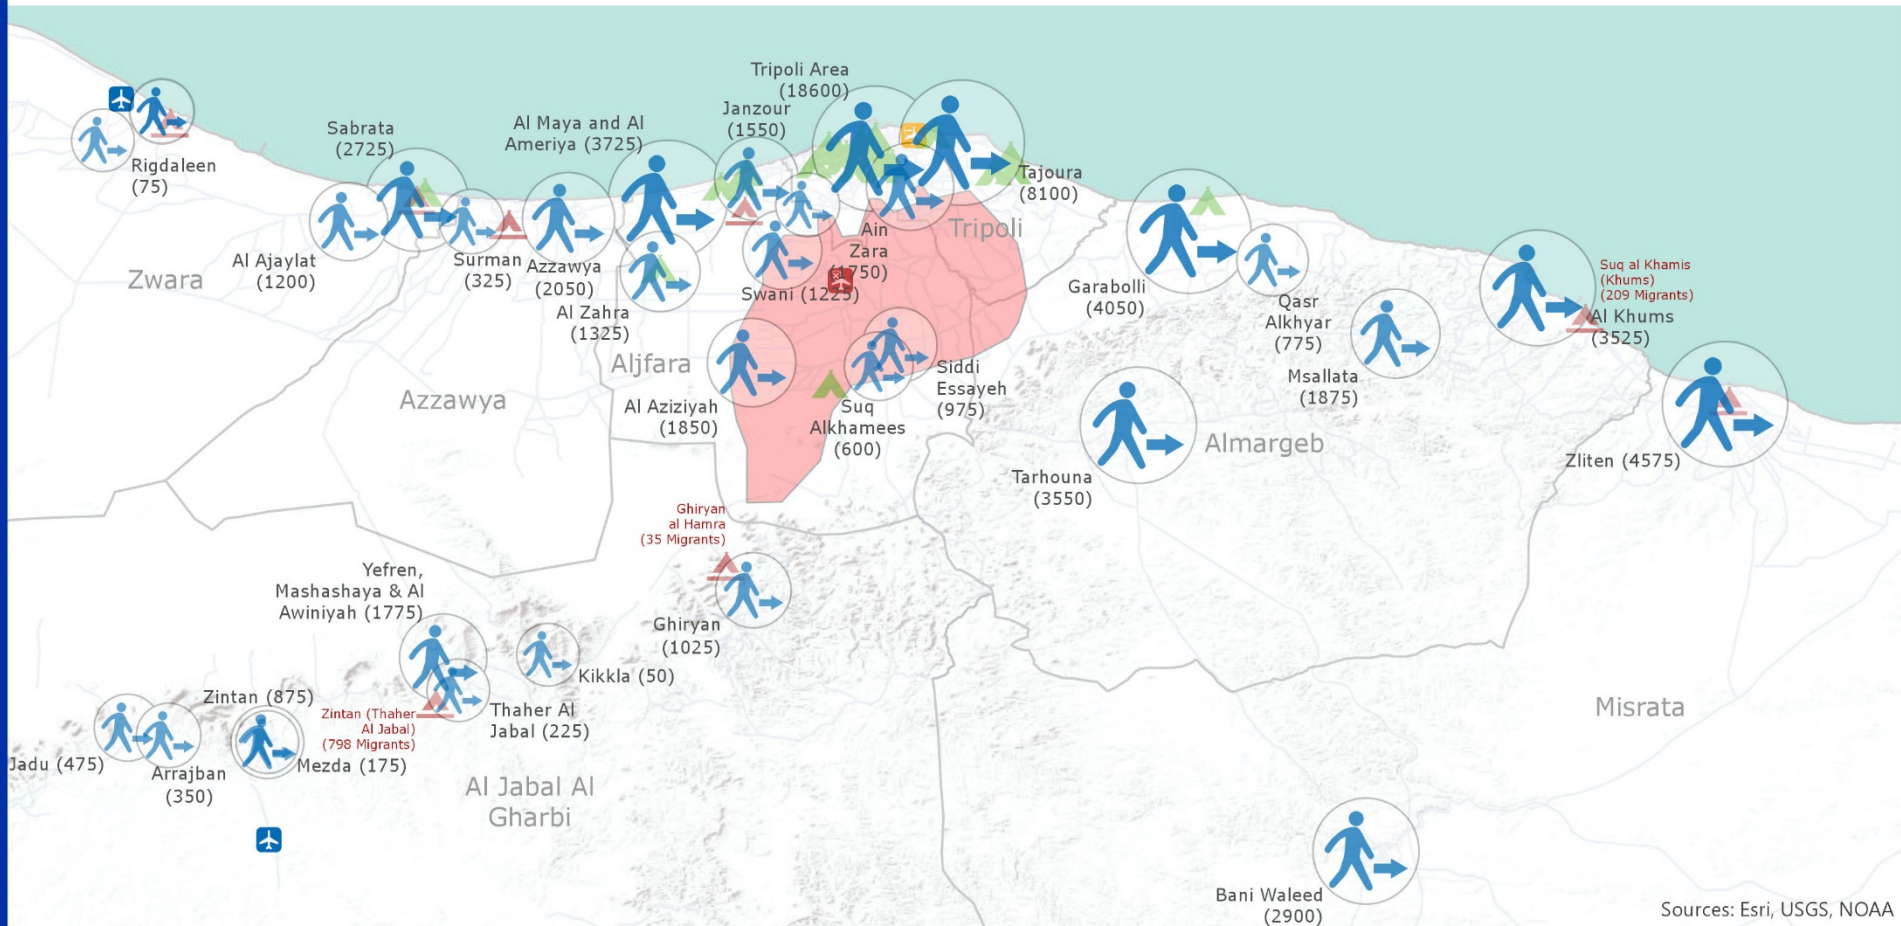 Tripoli Area
(18600)
Janzour
(1550)
Al Maya and Al
Ameriya (3725)
Sabrata
(2725)
Rigdaleen
(75)
Tajoura
(8100)
Tripoli
Ain
Zara
(1750)
Swani (1225)
Al Ajaylat
(1200)
Surman
(325)
Azzawya
(2050)
Al Zahra
(1325)
Zwara
Garabolli
(4050)
Qasr
Alkhyar
(775)
Suq al Khamis
(Khums)
(209 Migrants)
Al Khums
(3525)
Msallata
(1875)
Aljfara
Azzawya
Al Aziziyah
(1850)
Siddi
Essayeh
(975)
Suq
Alkhamees
(600)
Tarhouna
(3550)
Almargeb
Zliten (4575)
Ghiryan
al Hamra
(35 Migrants)
Ghiryan
(1025)
Yefren,
Mashashaya & Al
Awiniyah (1775)
Kikkla (50)
Thaher Al
Jabal (225)
Zintan (875)
Zintan (Thaher
Al Jabal)
(798 Migrants)
Mezda (175)
Jadu (475)
Arrajban
(350)
Al Jabal Al
Gharbi
Misrata
Bani Waleed
(2900)
Sources: Esri, USGS, NOAA